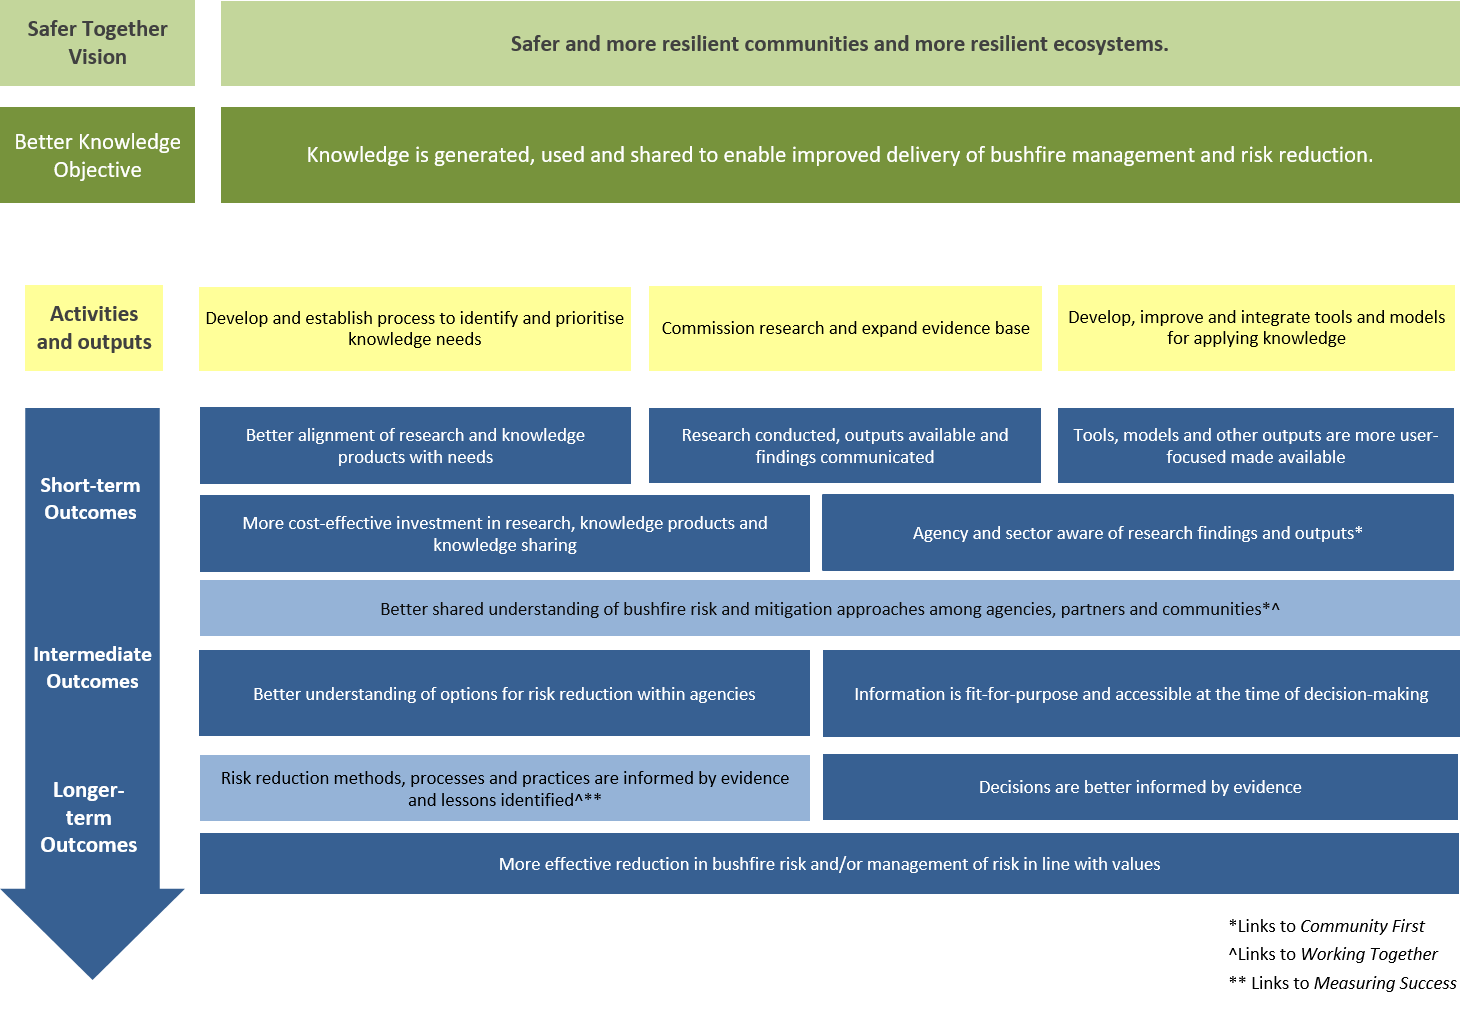 Safer Together
Vision
Safer and more resilient communities and more resilient ecosystems.
Better Knowledge
Objective
Knowledge is generated, used and shared to enable improved delivery of bushfire management and risk reduction.
Activities
and outputs
Develop and establish process to identify and prioritise
knowledge needs
Commission research and expand evidence base
Develop, improve and integrate tools and models
for applying knowledge
Short-term
Outcomes
Better alignment of research and knowledge
products with needs
Research conducted, outputs available and
findings communicated
Tools, models and other outputs are more user-
focused made available
More cost-effective investment in research, knowledge products and
knowledge sharing
Agency and sector aware of research findings and outputs*
Better shared understanding of bushfire risk and mitigation approaches among agencies, partners and communities*^
Intermediate
Outcomes
Better understanding of options for risk reduction within agencies
Information is fit-for-purpose and accessible at the time of decision-making
Longer-
term
Outcomes
Risk reduction methods, processes and practices are informed by evidence
and lessons identified^**
Decisions are better informed by evidence
More effective reduction in bushfire risk and/or management of risk in line with values
*Links to Community First
^Links to Working Together
** Links to Measuring Success